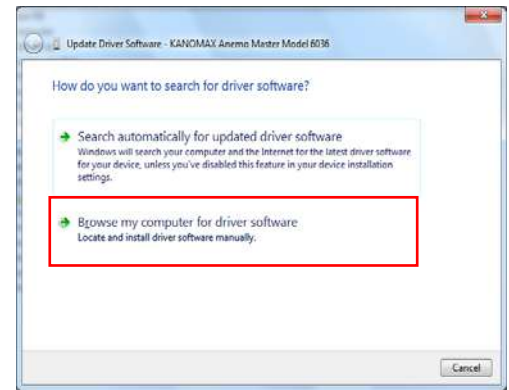 Update Driver Software - KANOMAX Anemo Master Model 6036
How do you want to search for driver software?
Search automatically for updated driver software
Windows will search your computer and the Internet for the latest driver software
for your device, unless you've disabled this feature in your device installation
settings.
Browse my computer for driver software
Locate and install driver software manually.
Cancel